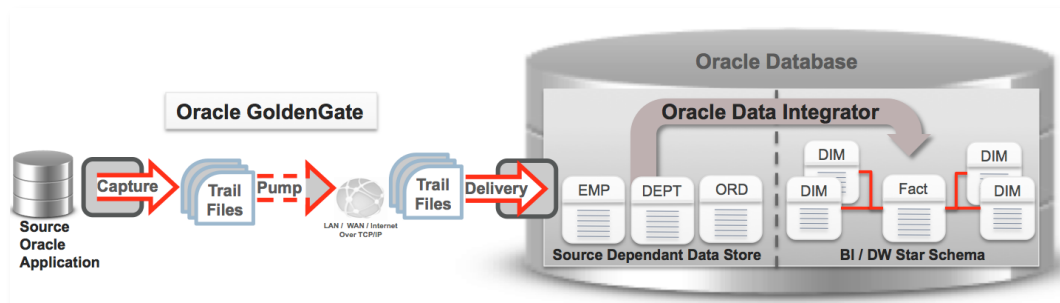 Oracle Database
Oracle GoldenGate
Oracle Data Integrator
Capture
Trail
Files
Pump
LAN / WAN / Internet
Over TCP/IP
Trail
Files
Delivery
EMP
DEPT
ORD
DIM
DIM
Fact
DIM
DIM
Source
Oracle
Application
Source Dependant Data Store
BI / DW Star Schema